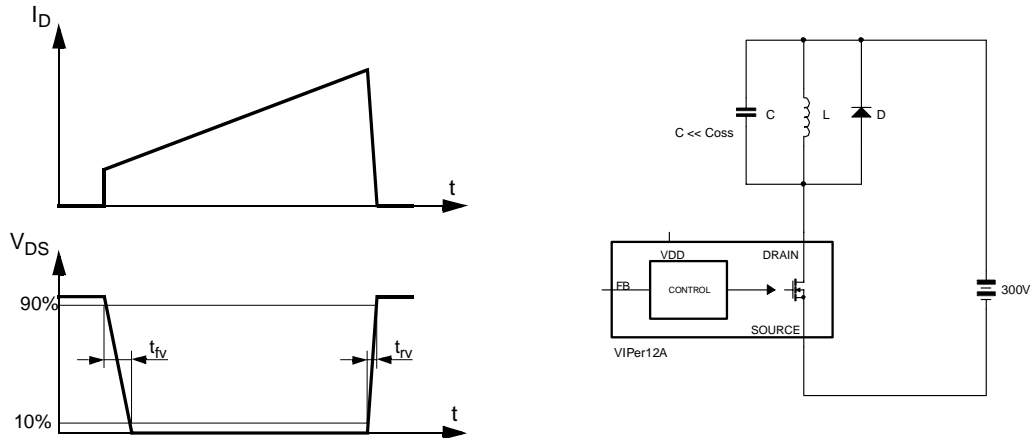 I_D
t
V_DS
90%
t_fv
t_rv
10%
t
C
L
D
C << Coss
VDD
DRAIN
FB
CONTROL
300V
SOURCE
VIPer12A